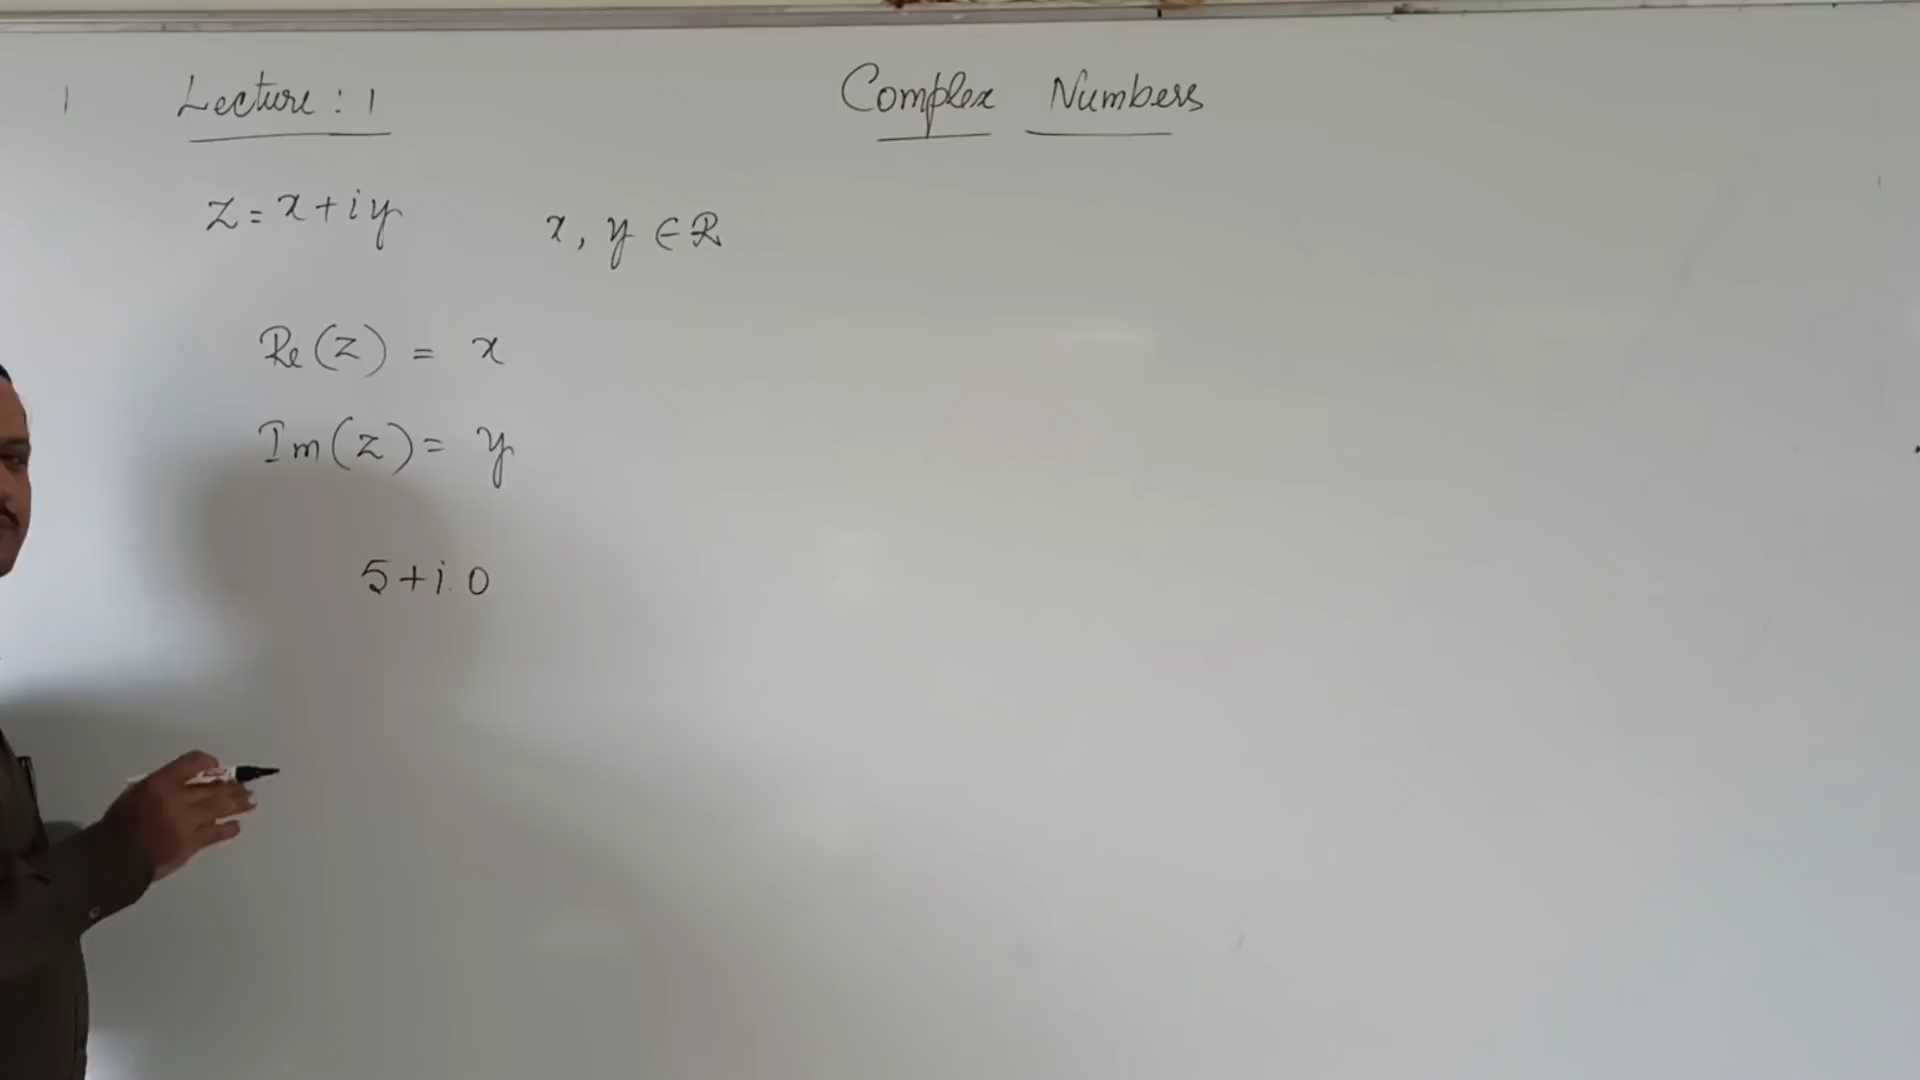 Lecture : 1
Complex Numbers
z = x + iy
x, y ∈ R
Re(z) = x
Im(z) = y
5 + i. 0